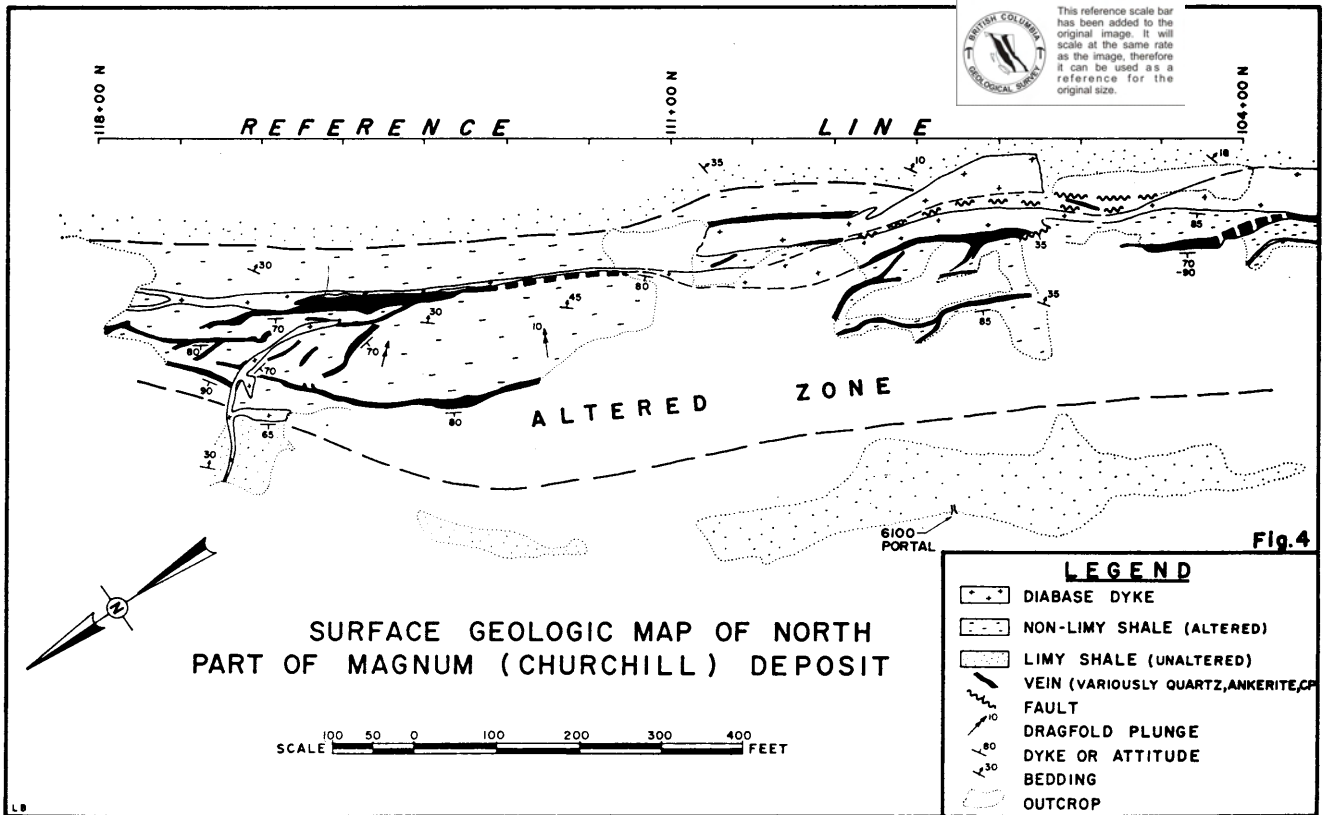 BRITISH COLUMBIA
GEOLOGICAL SURVEY
This reference scale bar
has been added to the
original image. It will
scale at the same rate
as the image, therefore
it can be used as a
reference for the
original size.
118+00 N
111+00 N
104+00 N
REFERENCE LINE
35
10
18
30
85
35
70
-90
80
45
30
10
35
70
80
70
85
70
90
80
65
30
ALTERED ZONE
6100
PORTAL
Fig.4
N
SURFACE GEOLOGIC MAP OF NORTH
PART OF MAGNUM (CHURCHILL) DEPOSIT
SCALE 100 50 0 100 200 300 400 FEET
LEGEND
DIABASE DYKE
NON-LIMY SHALE (ALTERED)
LIMY SHALE (UNALTERED)
VEIN (VARIOUSLY QUARTZ,ANKERITE,CP
FAULT
10 DRAGFOLD PLUNGE
80 DYKE OR ATTITUDE
30 BEDDING
OUTCROP
LB